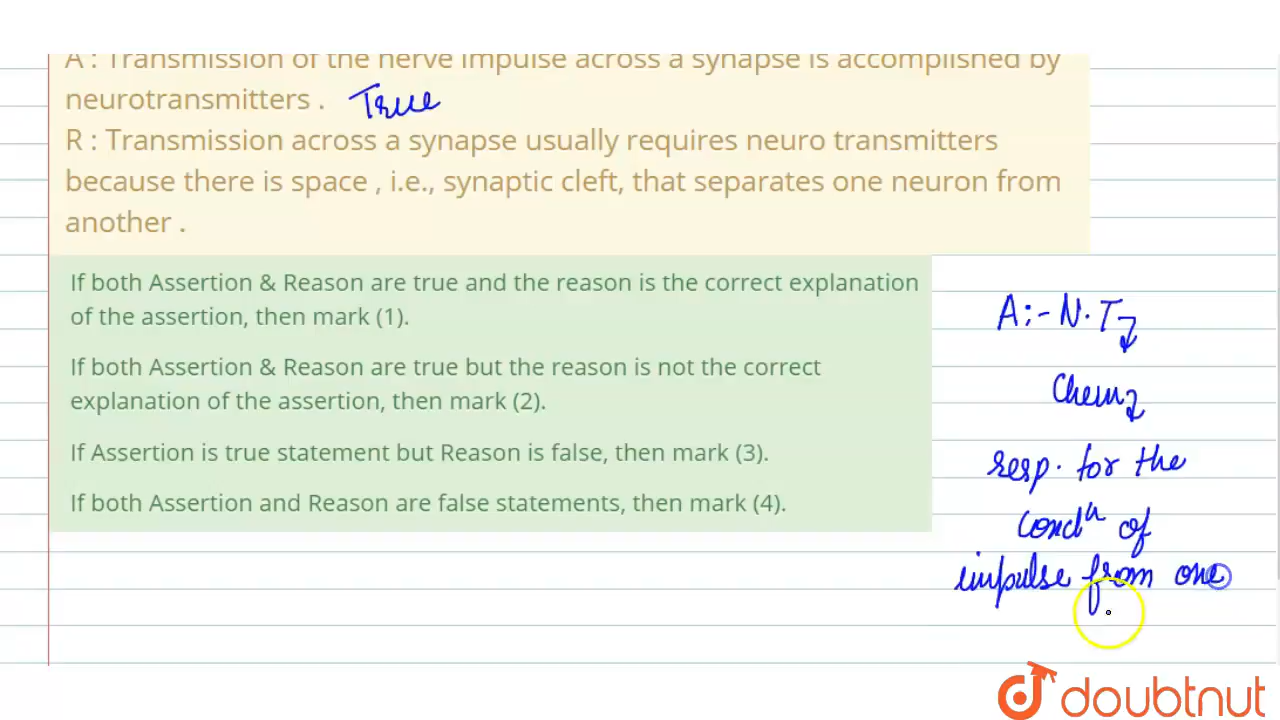 A : Transmission of the nerve impulse across a synapse is accomplished by
neurotransmitters . True
R : Transmission across a synapse usually requires neuro transmitters
because there is space , i.e., synaptic cleft, that separates one neuron from
another .
If both Assertion & Reason are true and the reason is the correct explanation
of the assertion, then mark (1).
If both Assertion & Reason are true but the reason is not the correct
explanation of the assertion, then mark (2).
If Assertion is true statement but Reason is false, then mark (3).
If both Assertion and Reason are false statements, then mark (4).
A :- N. T
Chem
resp. for the
condn of
impulse from one
doubtnut